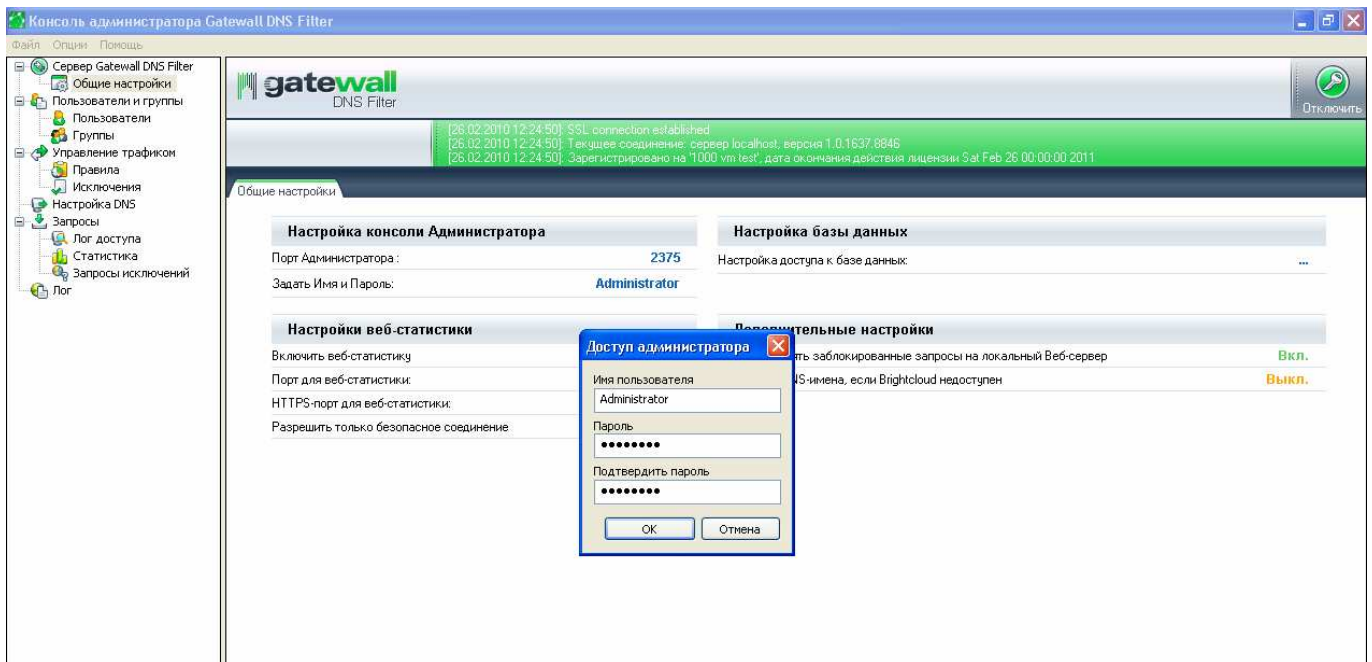 Консоль администратора Gatewall DNS Filter
Файл Опции Помощь
Сервер Gatewall DNS Filter
Общие настройки
Пользователи и группы
Пользователи
Группы
Управление трафиком
Правила
Исключения
Настройка DNS
Запросы
Лог доступа
Статистика
Запросы исключений
Лог
gatewall
DNS Filter
Отключить
[26.02.2010 12:24:50]: SSL connection established
[26.02.2010 12:24:50]: Текущее соединение: сервер localhost, версия 1.0.1637.8846
[26.02.2010 12:24:50]: Зарегистрировано на '1000 vm test', дата окончания действия лицензии Sat Feb 26 00:00:00 2011
Общие настройки
Настройка консоли Администратора
Порт Администратора : 2375
Задать Имя и Пароль: Administrator
Настройка базы данных
Настройка доступа к базе данных: ...
Настройки веб-статистики
Включить веб-статистику
Порт для веб-статистики:
HTTPS-порт для веб-статистики:
Разрешить только безопасное соединение
тельные настройки
ть заблокированные запросы на локальный Веб-сервер Вкл.
NS-имена, если Brightcloud недоступен Выкл.
Доступ администратора
Имя пользователя
Administrator
Пароль
••••••••
Подтвердить пароль
••••••••
OK Отмена